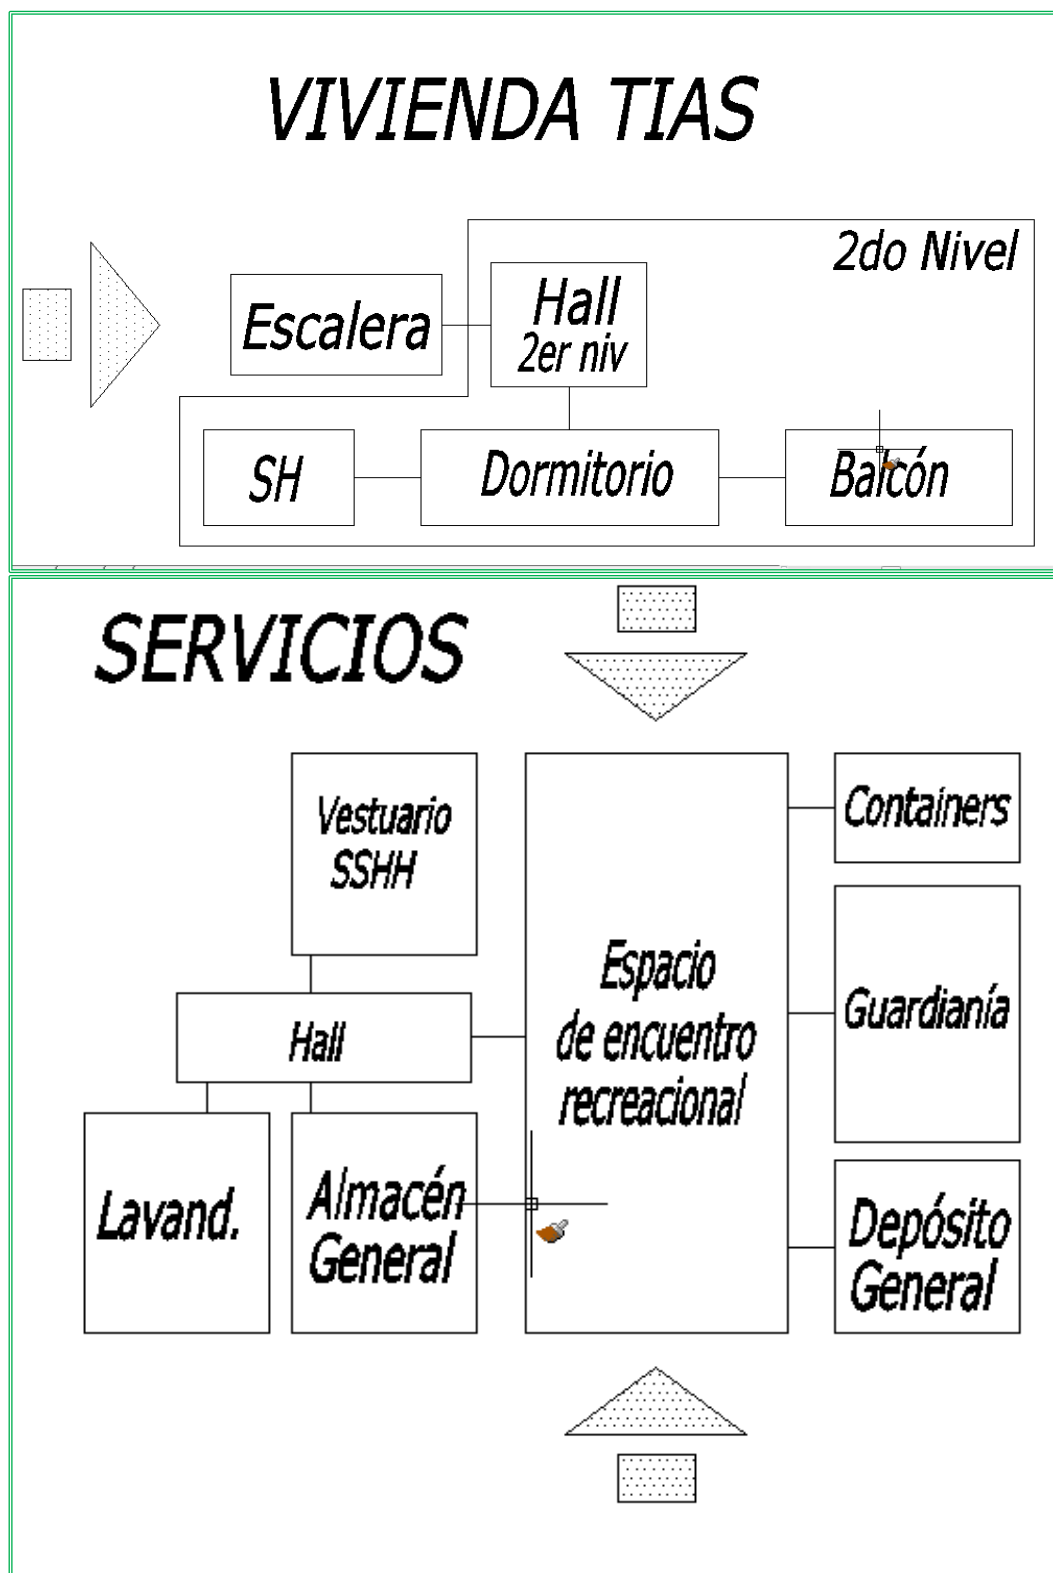 VIVIENDA TIAS
2do Nivel
Escalera
Hall
2er niv
SH
Dormitorio
Balcón
SERVICIOS
Vestuario
SSHH
Containers
Espacio
de encuentro
recreacional
Guardianía
Hall
Lavand.
Almacén
General
Depósito
General